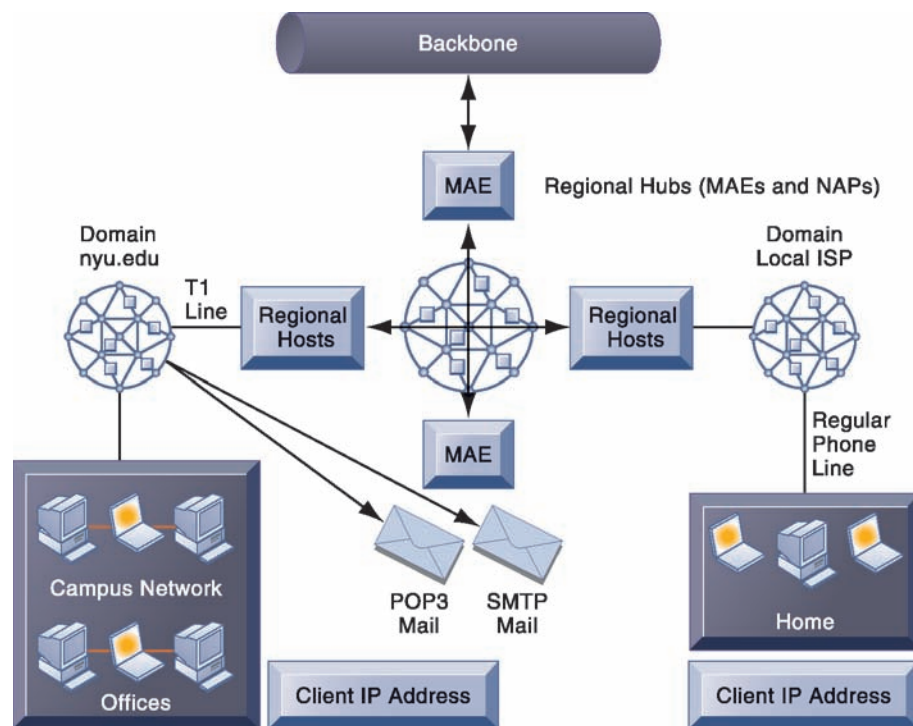 Backbone
MAE
Regional Hubs (MAEs and NAPs)
Domain
nyu.edu
Domain
Local ISP
T1
Line
Regional
Hosts
Regional
Hosts
MAE
Regular
Phone
Line
Campus Network
POP3
Mail
SMTP
Mail
Home
Offices
Client IP Address
Client IP Address